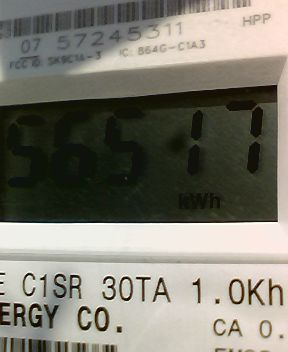 07 57245311
HPP
FCC ID: SK9C1A-3 IC: 864G-C1A3
56517
kWh
E C1SR 30TA 1.0Kh
ERGY CO.
CA 0.